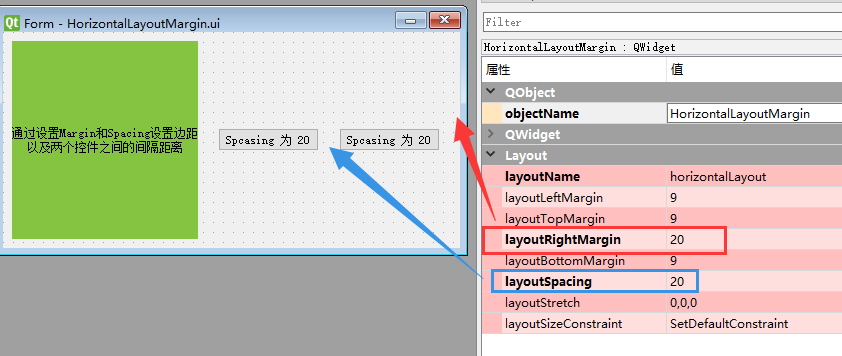 Qt Form - HorizontalLayoutMargin.ui
通过设置Margin和Spacing设置边距
以及两个控件之间的间隔距离
Spcasing 为 20
Spcasing 为 20
Filter
HorizontalLayoutMargin : QWidget
属性 值
QObject
objectName HorizontalLayoutMargin
QWidget
Layout
layoutName horizontalLayout
layoutLeftMargin 9
layoutTopMargin 9
layoutRightMargin 20
layoutBottomMargin 9
layoutSpacing 20
layoutStretch 0,0,0
layoutSizeConstraint SetDefaultConstraint